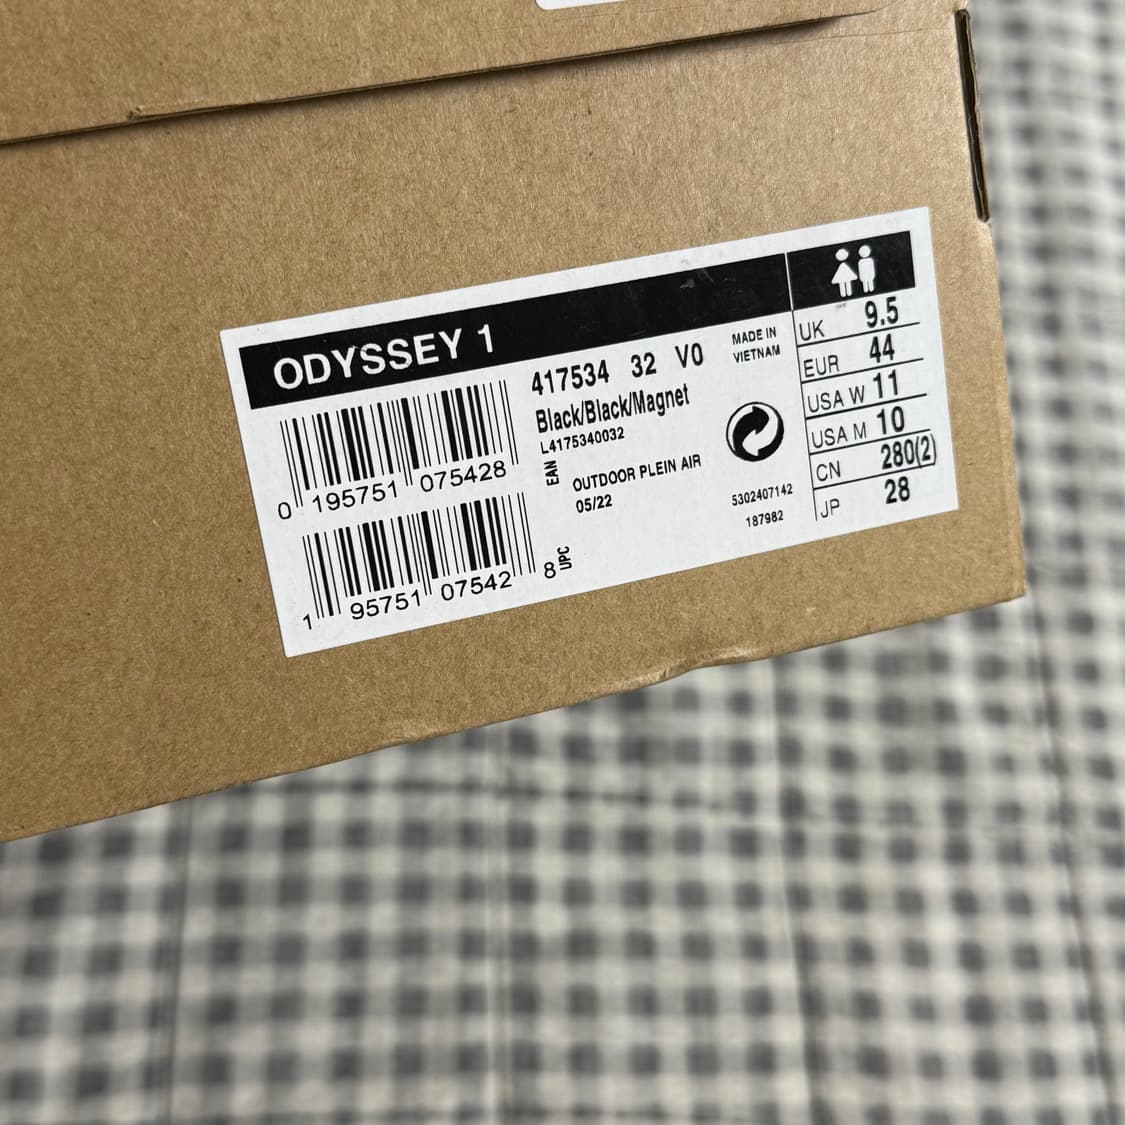 ODYSSEY 1
0 195751 075428
EAN
1 95751 07542 8
UPC
417534 32 V0
Black/Black/Magnet
L4175340032
OUTDOOR PLEIN AIR
05/22
MADE IN
VIETNAM
5302407142
187982
UK 9.5
EUR 44
USA W 11
USA M 10
CN 280(2)
JP 28